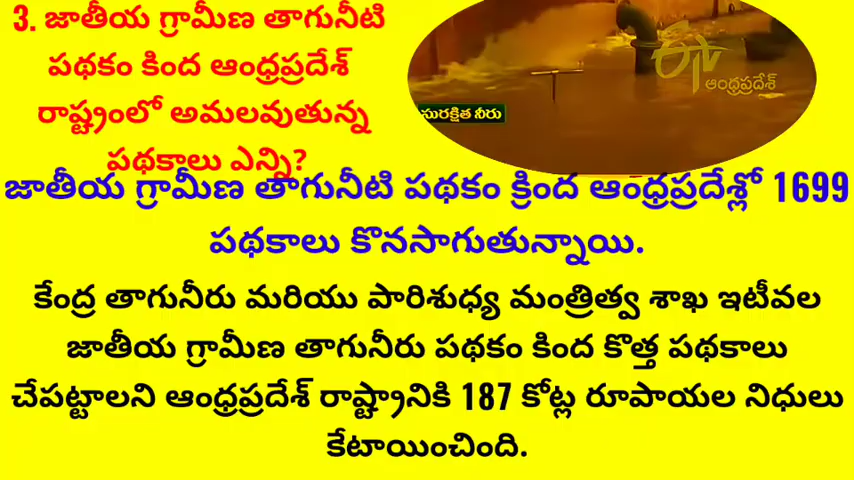 3. జాతీయ గ్రామీణ తాగునీటి
పథకం కింద ఆంధ్రప్రదేశ్
రాష్ట్రంలో అమలవుతున్న
పథకాలు ఎన్ని?
ETV
ఆంధ్రప్రదేశ్
సురక్షిత నీరు
జాతీయ గ్రామీణ తాగునీటి పథకం క్రింద ఆంధ్రప్రదేశ్లో 1699
పథకాలు కొనసాగుతున్నాయి.
కేంద్ర తాగునీరు మరియు పారిశుధ్య మంత్రిత్వ శాఖ ఇటీవల
జాతీయ గ్రామీణ తాగునీరు పథకం కింద కొత్త పథకాలు
చేపట్టాలని ఆంధ్రప్రదేశ్ రాష్ట్రానికి 187 కోట్ల రూపాయల నిధులు
కేటాయించింది.